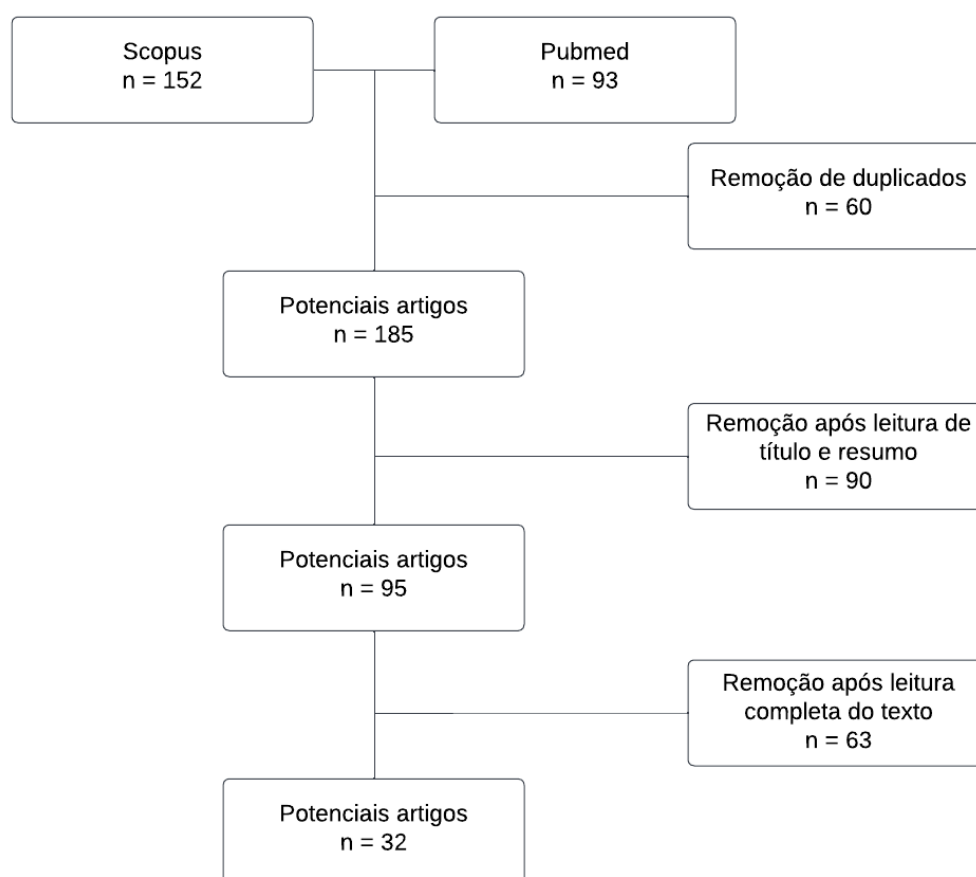 Scopus
n = 152
Pubmed
n = 93
Remoção de duplicados
n = 60
Potenciais artigos
n = 185
Remoção após leitura de
título e resumo
n = 90
Potenciais artigos
n = 95
Remoção após leitura
completa do texto
n = 63
Potenciais artigos
n = 32